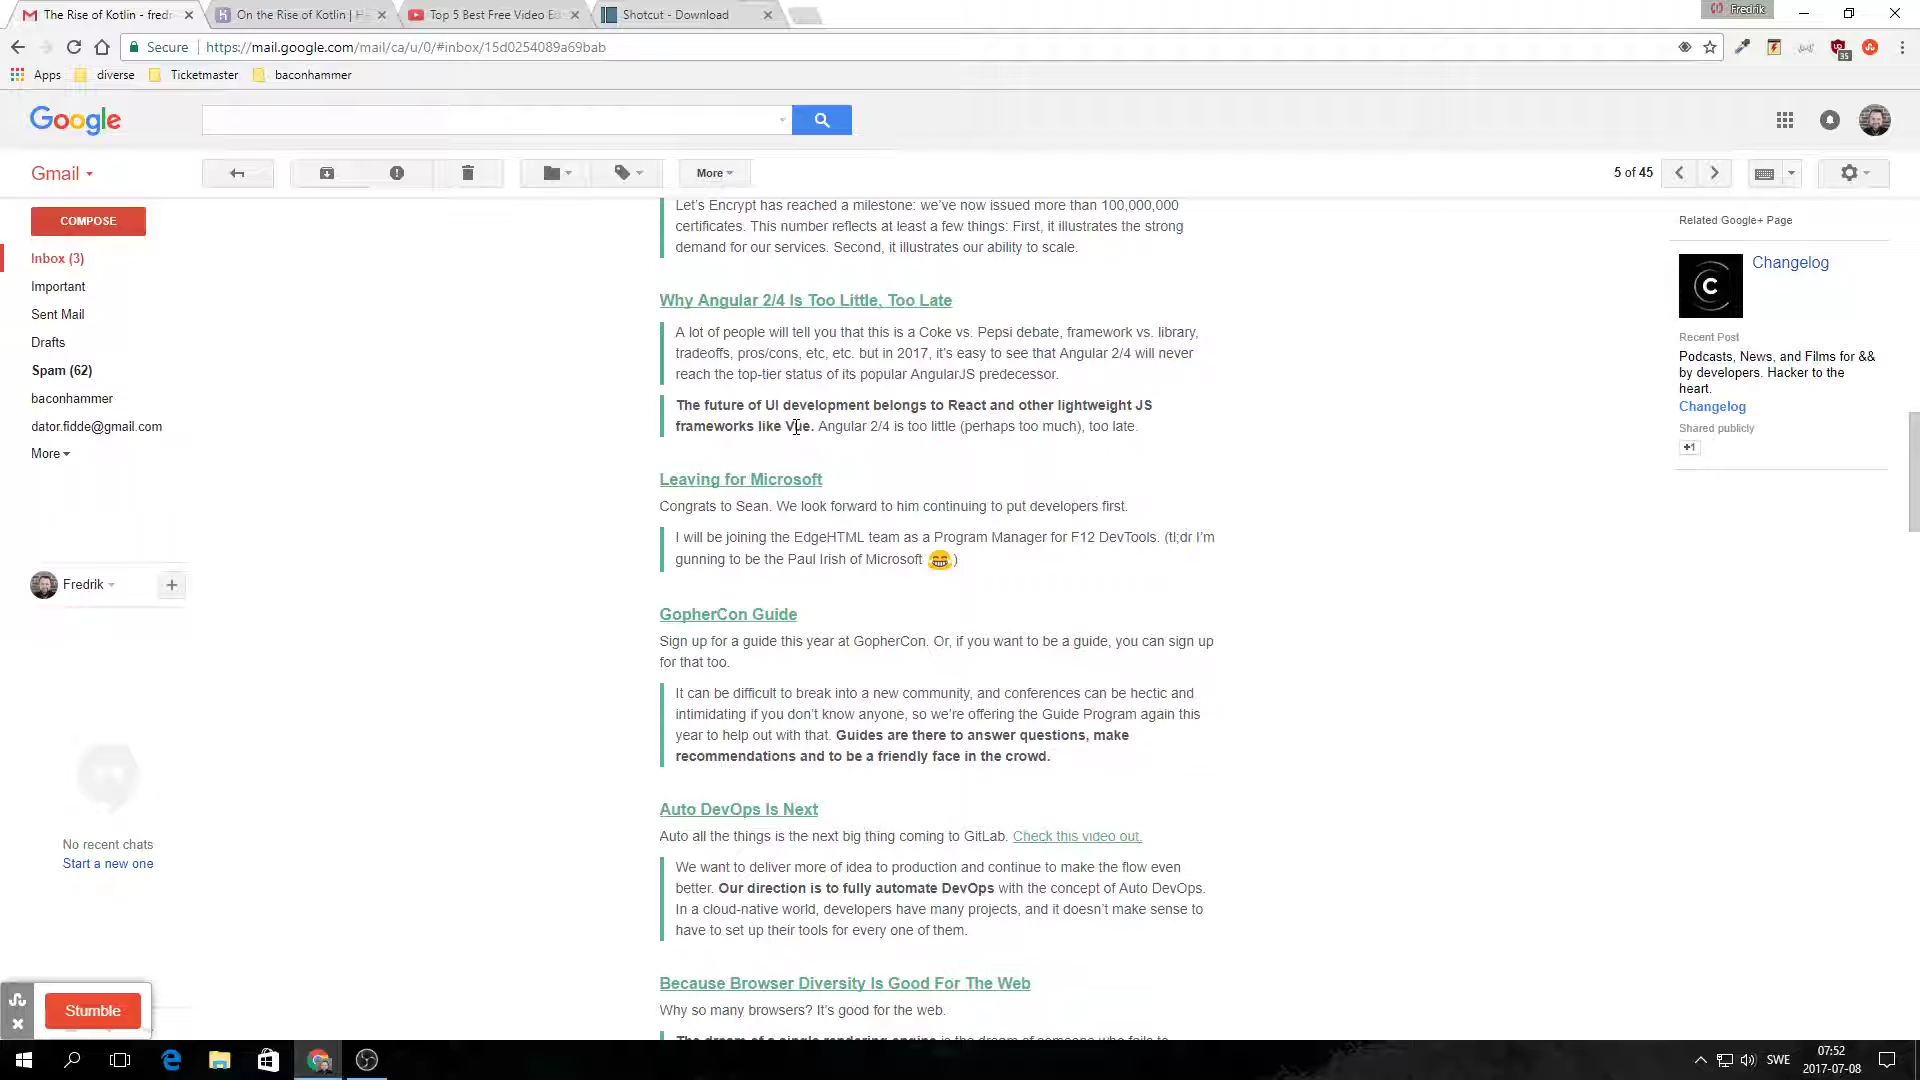 The Rise of Kotlin - fredr
On the Rise of Kotlin | H
Top 5 Best Free Video Ed
Shotcut - Download
Fredrik
Secure
https://mail.google.com/mail/ca/u/0/#inbox/15d0254089a69bab
35
Apps
diverse
Ticketmaster
baconhammer
Google
Gmail
More
5 of 45
COMPOSE
Inbox (3)
Important
Sent Mail
Drafts
Spam (62)
baconhammer
dator.fidde@gmail.com
More
Fredrik
No recent chats
Start a new one
Stumble
Let's Encrypt has reached a milestone: we've now issued more than 100,000,000
certificates. This number reflects at least a few things: First, it illustrates the strong
demand for our services. Second, it illustrates our ability to scale.
Why Angular 2/4 Is Too Little, Too Late
A lot of people will tell you that this is a Coke vs. Pepsi debate, framework vs. library,
tradeoffs, pros/cons, etc, etc. but in 2017, it's easy to see that Angular 2/4 will never
reach the top-tier status of its popular AngularJS predecessor.
The future of UI development belongs to React and other lightweight JS
frameworks like Vue. Angular 2/4 is too little (perhaps too much), too late.
Leaving for Microsoft
Congrats to Sean. We look forward to him continuing to put developers first.
I will be joining the EdgeHTML team as a Program Manager for F12 DevTools. (tl;dr I'm
gunning to be the Paul Irish of Microsoft 😂)
GopherCon Guide
Sign up for a guide this year at GopherCon. Or, if you want to be a guide, you can sign up
for that too.
It can be difficult to break into a new community, and conferences can be hectic and
intimidating if you don't know anyone, so we're offering the Guide Program again this
year to help out with that. Guides are there to answer questions, make
recommendations and to be a friendly face in the crowd.
Auto DevOps Is Next
Auto all the things is the next big thing coming to GitLab. Check this video out.
We want to deliver more of idea to production and continue to make the flow even
better. Our direction is to fully automate DevOps with the concept of Auto DevOps.
In a cloud-native world, developers have many projects, and it doesn't make sense to
have to set up their tools for every one of them.
Because Browser Diversity Is Good For The Web
Why so many browsers? It's good for the web.
The dream of a single rendering engine is the dream of someone who fails to
Related Google+ Page
C
Changelog
Recent Post
Podcasts, News, and Films for &&
by developers. Hacker to the
heart.
Changelog
Shared publicly
+1
SWE
07:52
2017-07-08